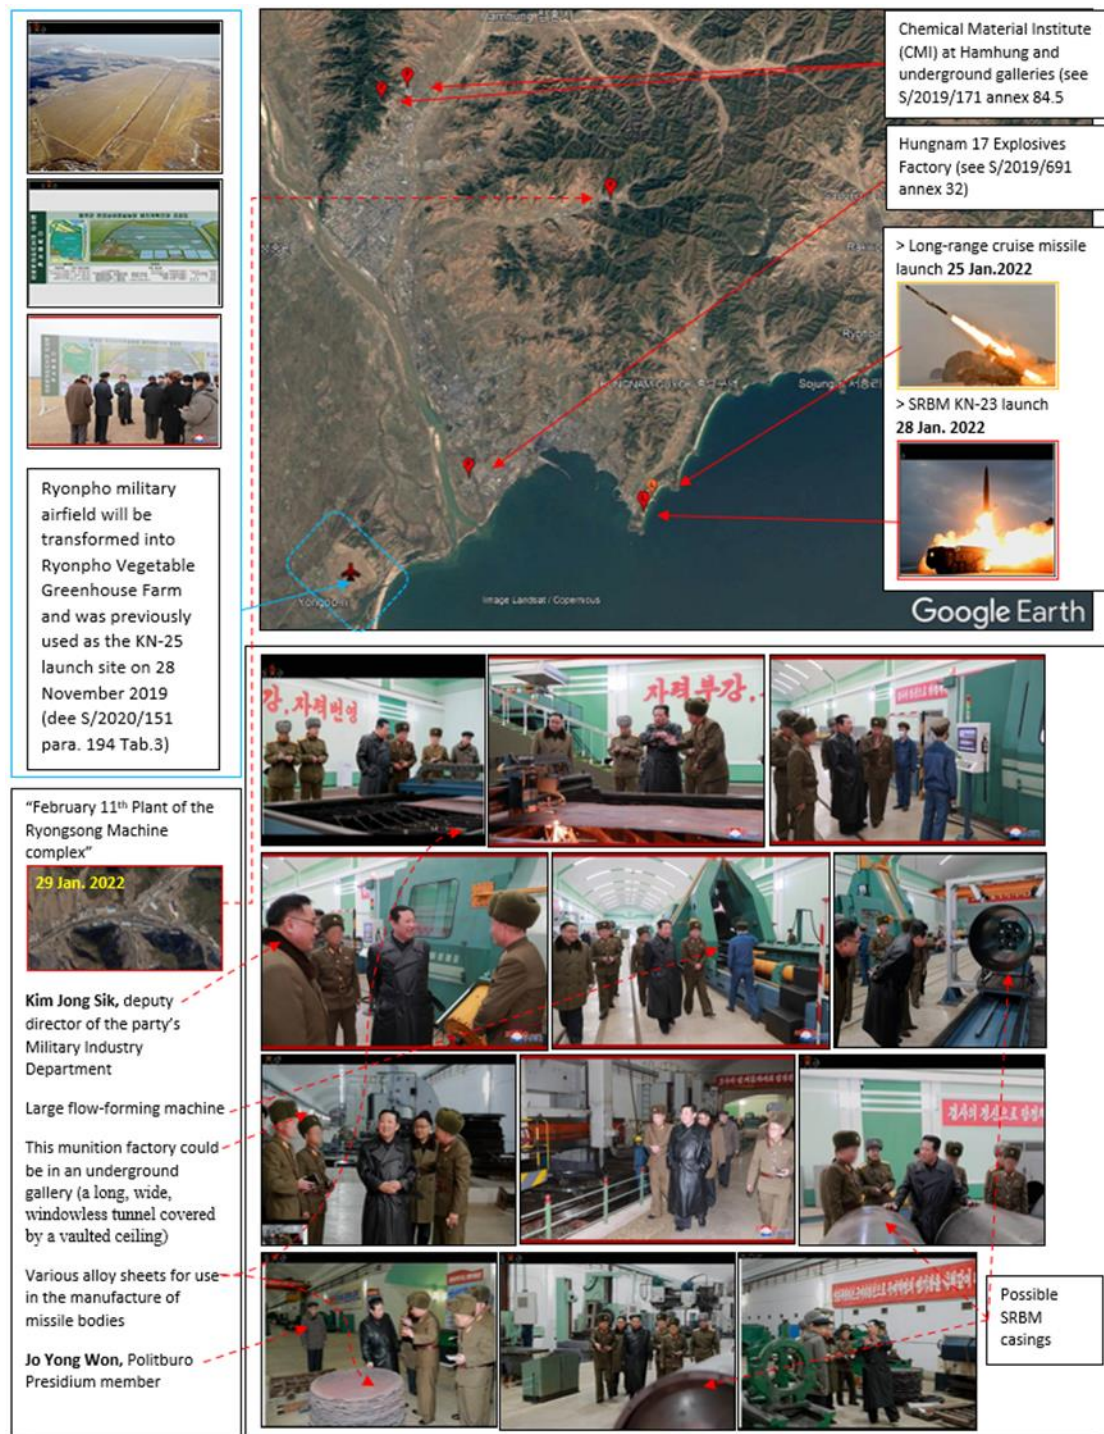 Chemical Material Institute
(CMI) at Hamhung and
underground galleries (see
S/2019/171 annex 84.5
Hungnam 17 Explosives
Factory (see S/2019/691
annex 32)
> Long-range cruise missile
launch 25 Jan.2022
> SRBM KN-23 launch
28 Jan. 2022
Image Landsat / Copernicus
Google Earth
Ryonpho military
airfield will be
transformed into
Ryonpho Vegetable
Greenhouse Farm
and was previously
used as the KN-25
launch site on 28
November 2019
(dee S/2020/151
para. 194 Tab.3)
강, 자력번영
자력부강,
"February 11th Plant of the
Ryongsong Machine
complex"
29 Jan. 2022
Kim Jong Sik, deputy
director of the party's
Military Industry
Department
Large flow-forming machine
This munition factory could
be in an underground
gallery (a long, wide,
windowless tunnel covered
by a vaulted ceiling)
Various alloy sheets for use
in the manufacture of
missile bodies
Jo Yong Won, Politburo
Presidium member
Possible
SRBM
casings